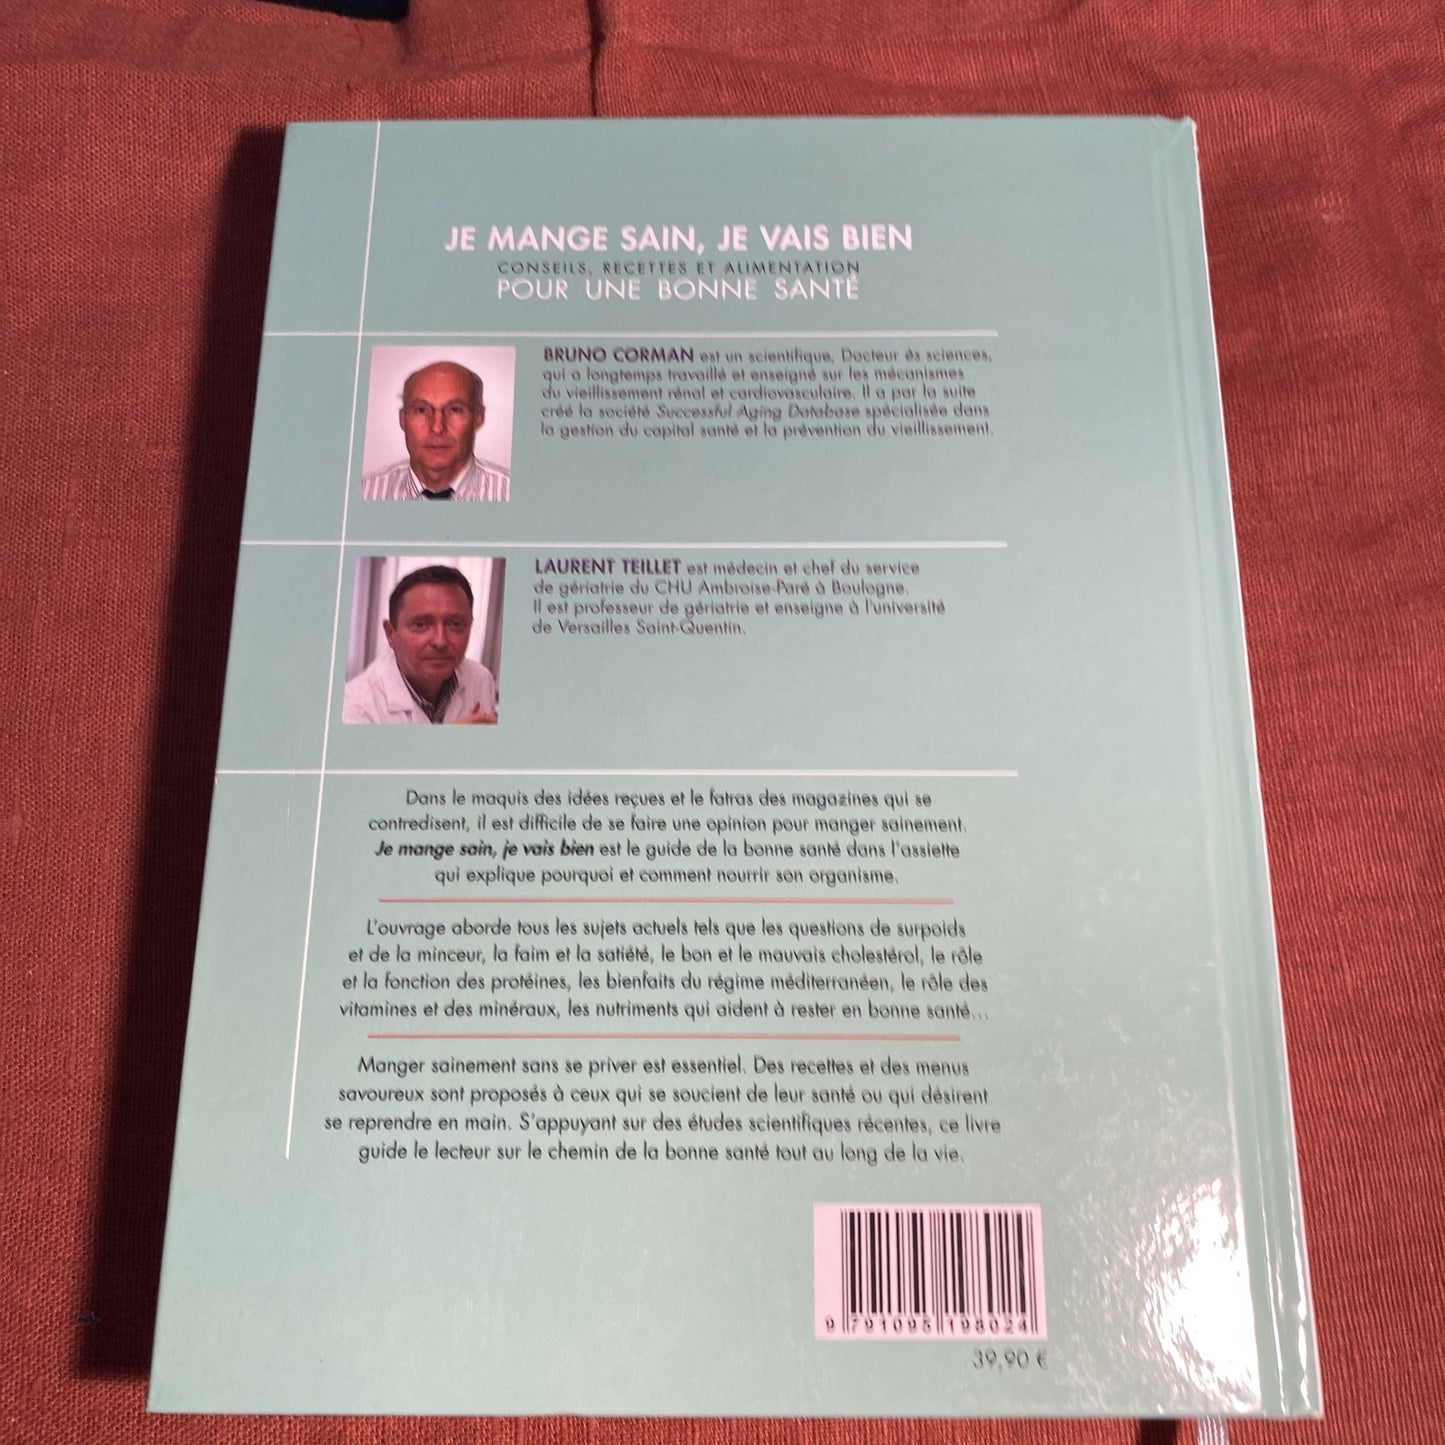 JE MANGE SAIN, JE VAIS BIEN
CONSEILS, RECETTES ET ALIMENTATION
POUR UNE BONNE SANTÉ
BRUNO CORMAN est un scientifique, Docteur ès sciences,
qui a longtemps travaillé et enseigné sur les mécanismes
du vieillissement rénal et cardiovasculaire. Il a par la suite
créé la société Successful Aging Database spécialisée dans
la gestion du capital santé et la prévention du vieillissement.
LAURENT TEILLET est médecin et chef du service
de gériatrie du CHU Ambroise-Paré à Boulogne.
Il est professeur de gériatrie et enseigne à l'université
de Versailles Saint-Quentin.
Dans le maquis des idées reçues et le fatras des magazines qui se
contredisent, il est difficile de se faire une opinion pour manger sainement.
Je mange sain, je vais bien est le guide de la bonne santé dans l'assiette
qui explique pourquoi et comment nourrir son organisme.
L'ouvrage aborde tous les sujets actuels tels que les questions de surpoids
et de la minceur, la faim et la satiété, le bon et le mauvais cholestérol, le rôle
et la fonction des protéines, les bienfaits du régime méditerranéen, le rôle des
vitamines et des minéraux, les nutriments qui aident à rester en bonne santé...
Manger sainement sans se priver est essentiel. Des recettes et des menus
savoureux sont proposés à ceux qui se soucient de leur santé ou qui désirent
se reprendre en main. S'appuyant sur des études scientifiques récentes, ce livre
guide le lecteur sur le chemin de la bonne santé tout au long de la vie.
9 791095 198024
39,90 €